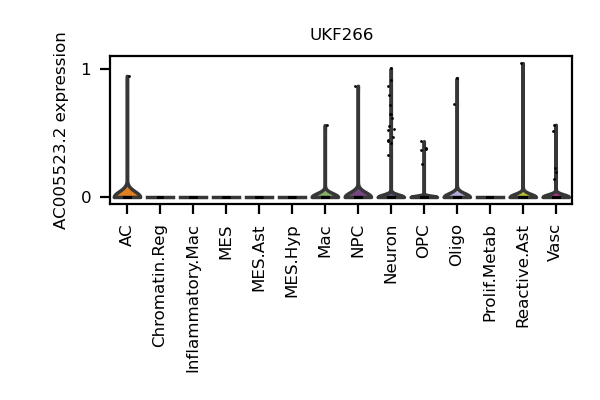 UKF266
AC005523.2 expression
1
0
AC
Chromatin.Reg
Inflammatory.Mac
MES
MES.Ast
MES.Hyp
Mac
NPC
Neuron
OPC
Oligo
Prolif.Metab
Reactive.Ast
Vasc